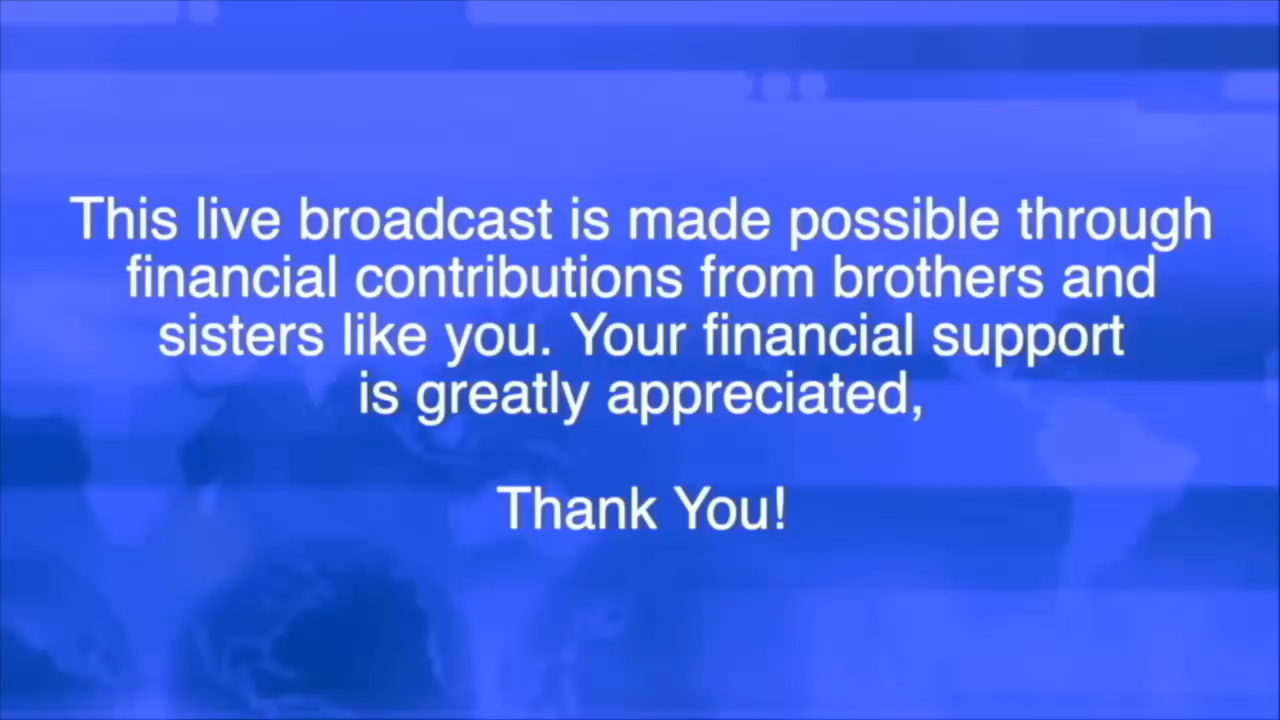 This live broadcast is made possible through
financial contributions from brothers and
sisters like you. Your financial support
is greatly appreciated,
Thank You!